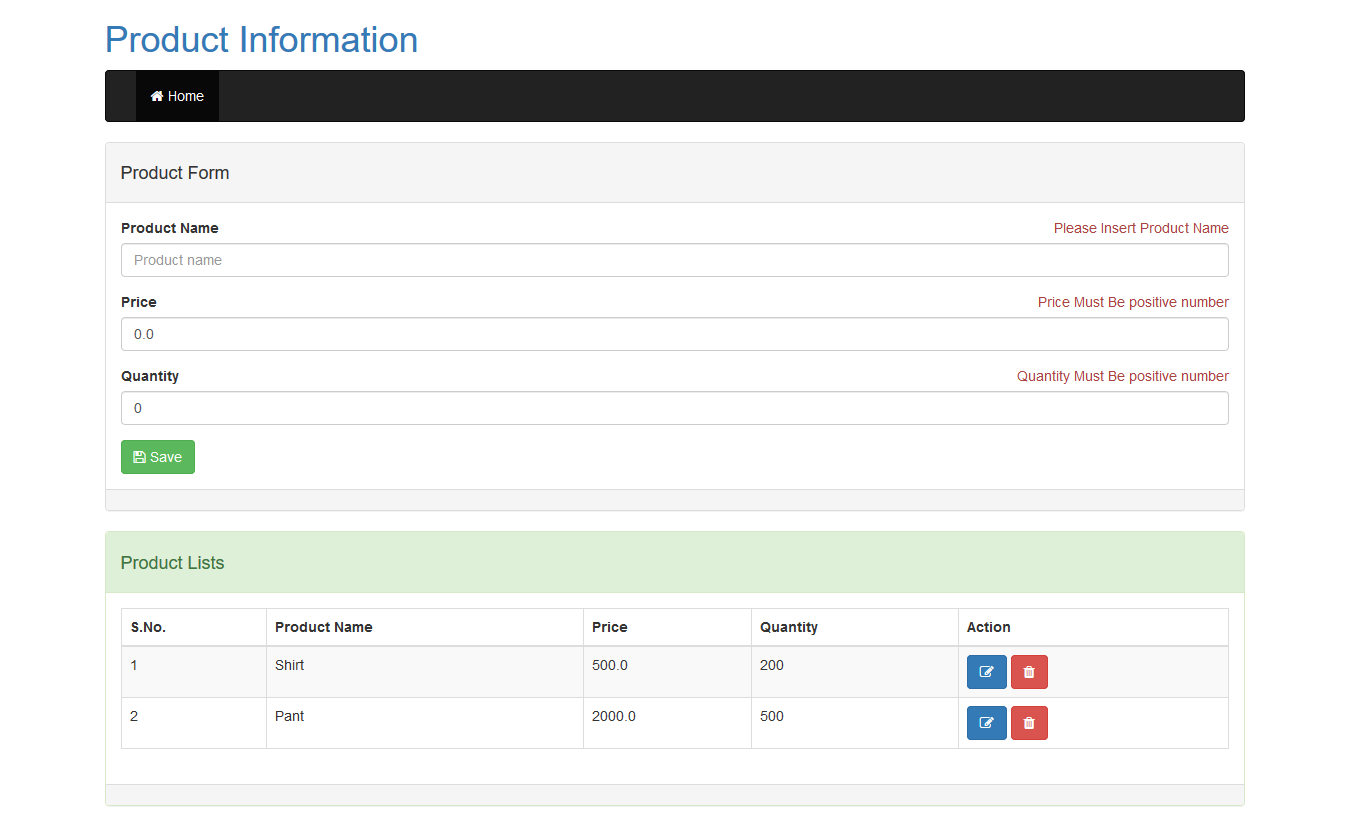 Product Information
Home
Product Form
Product Name Please Insert Product Name
Product name
Price Price Must Be positive number
0.0
Quantity Quantity Must Be positive number
0
Save
Product Lists
S.No. Product Name Price Quantity Action
1 Shirt 500.0 200
2 Pant 2000.0 500